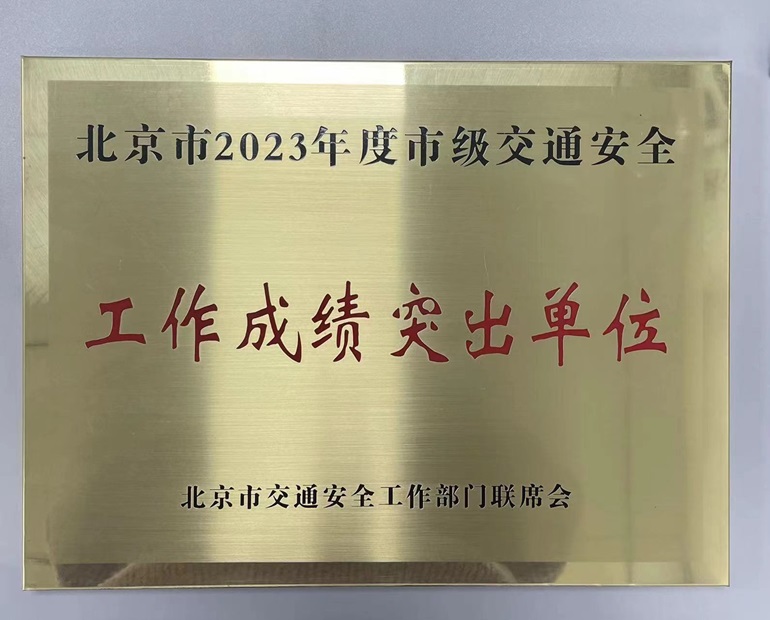 北京市2023年度市级交通安全
工作成绩突出单位
北京市交通安全工作部门联席会